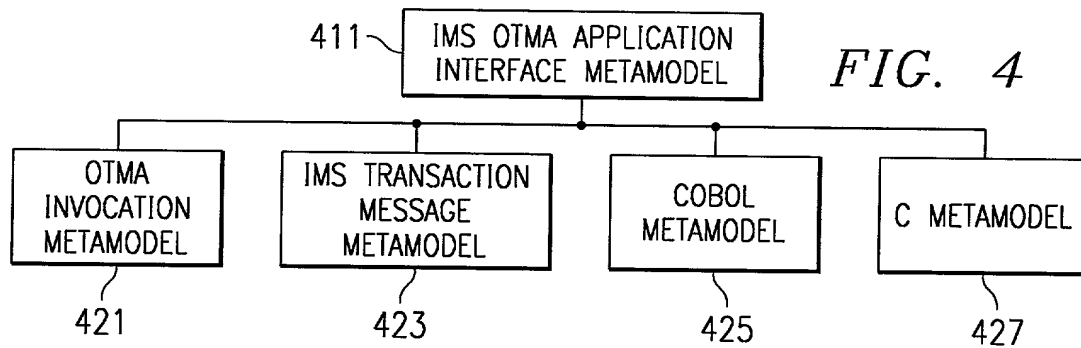 411
IMS OTMA APPLICATION
INTERFACE METAMODEL
FIG. 4
OTMA
INVOCATION
METAMODEL
IMS TRANSACTION
MESSAGE
METAMODEL
COBOL
METAMODEL
C METAMODEL
421
423
425
427